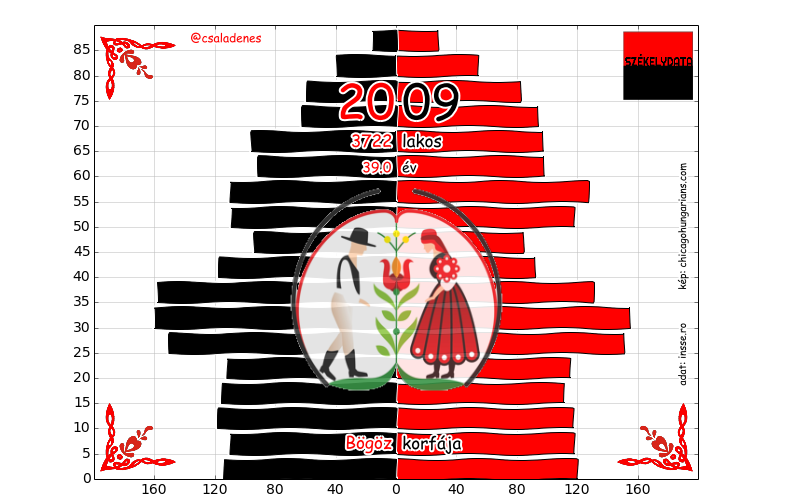 @csaladenes
SZÉKELYDATA
2009
3722 lakos
39.0 év
kép: chicagohungarians.com
adat: insse.ro
Bögöz korfája
85
80
75
70
65
60
55
50
45
40
35
30
25
20
15
10
5
0
160 120 80 40 0 40 80 120 160